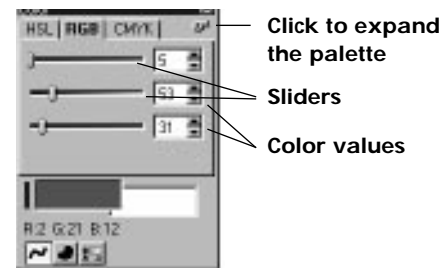 HSL RGB CMYK
Click to expand
the palette
5
Sliders
53
31
Color values
R:2 G:21 B:12